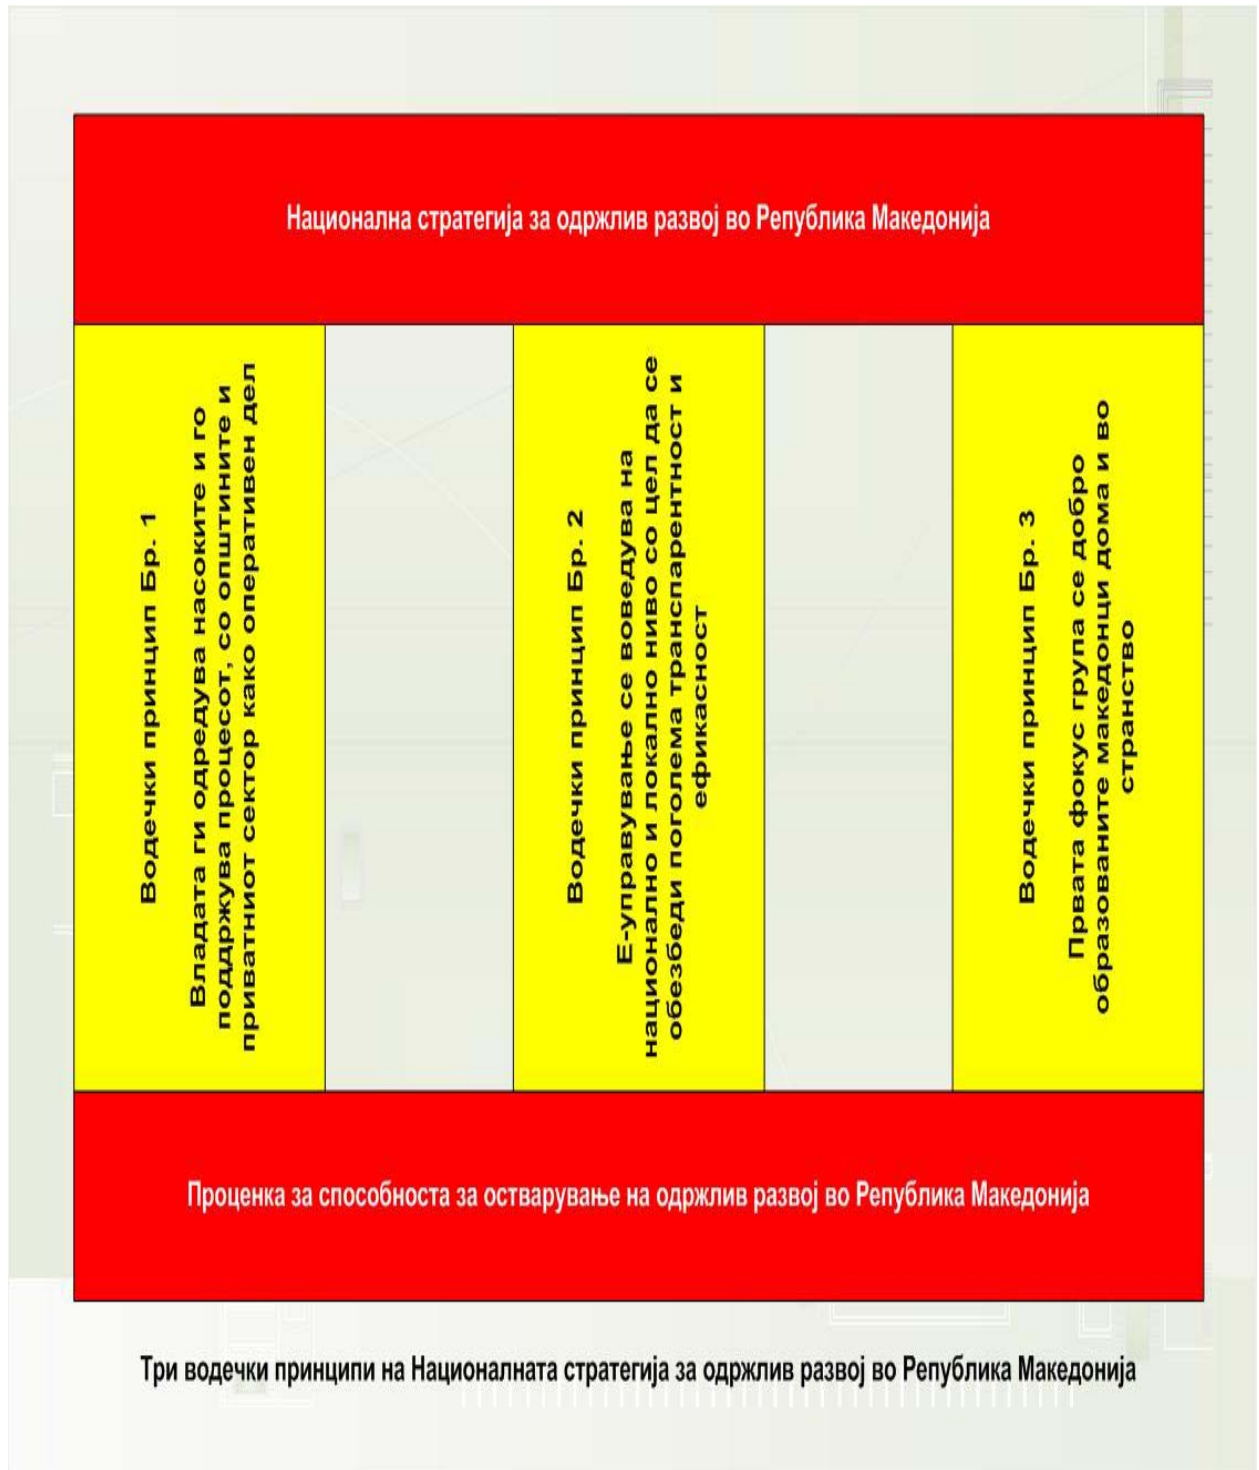 Национална стратегија за одржлив развој во Република Македонија
Водечки принцип Бр. 1
Владата ги одредува насоките и го
поддржува процесот, со општините и
приватниот сектор како оперативен дел
Водечки принцип Бр. 2
Е-управување се воведува на
национално и локално ниво со цел да се
обезбеди поголема транспарентност и
ефикасност
Водечки принцип Бр. 3
Првата фокус група се добро
образованите македонци дома и во
странство
Проценка за способноста за остварување на одржлив развој во Република Македонија
Три водечки принципи на Националната стратегија за одржлив развој во Република Македонија